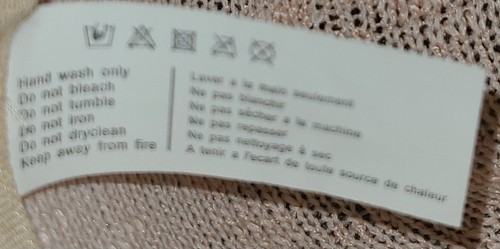 Hand wash only
Do not bleach
Do not tumble
Do not iron
Do not dryclean
Keep away from fire
Laver a la main seulement
Ne pas blanchir
Ne pas sécher a la machine
Ne pas repasser
Ne pas nettoyage à sec
A tenir a l'ecart de toute source de chaleur